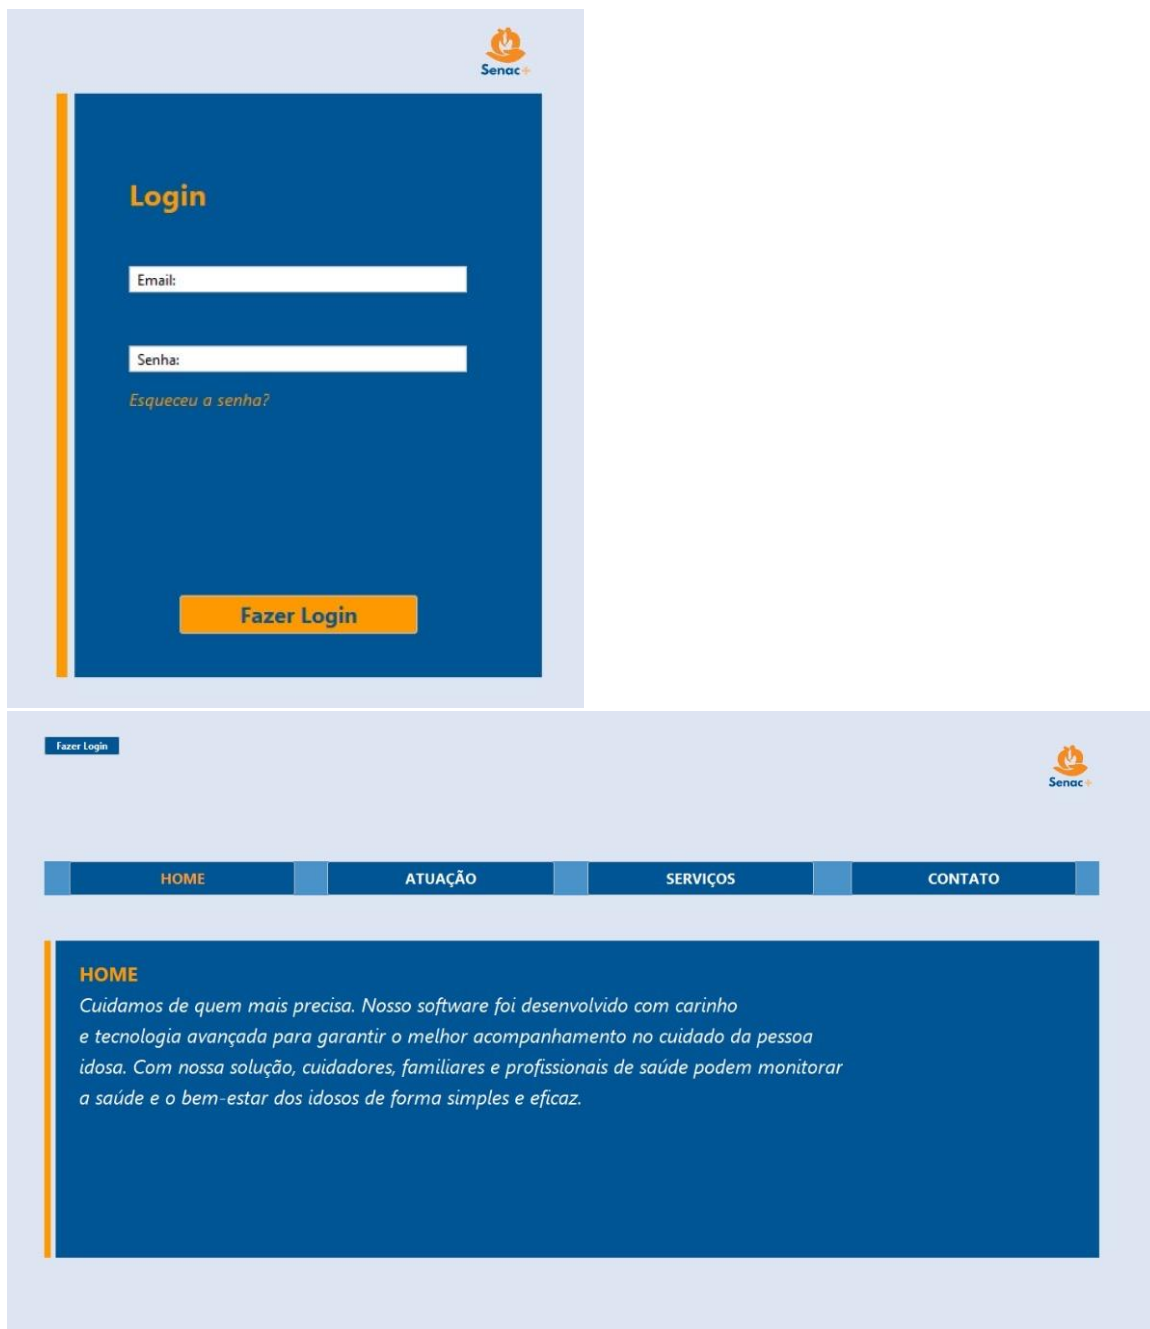 Senac+
Login
Email:
Senha:
Esqueceu a senha?
Fazer Login
Fazer Login
Senac+
HOME
ATUAÇÃO
SERVIÇOS
CONTATO
HOME
Cuidamos de quem mais precisa. Nosso software foi desenvolvido com carinho
e tecnologia avançada para garantir o melhor acompanhamento no cuidado da pessoa
idosa. Com nossa solução, cuidadores, familiares e profissionais de saúde podem monitorar
a saúde e o bem-estar dos idosos de forma simples e eficaz.